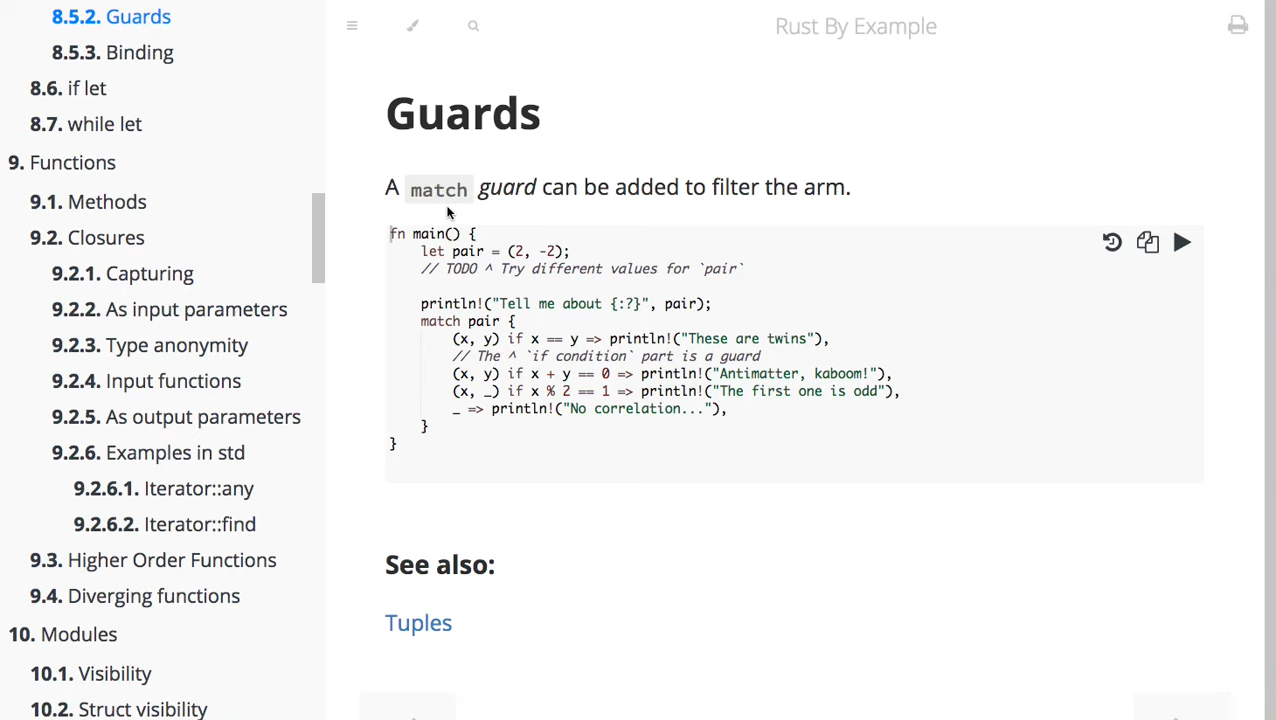 8.5.2. Guards
8.5.3. Binding
8.6. if let
8.7. while let
9. Functions
9.1. Methods
9.2. Closures
9.2.1. Capturing
9.2.2. As input parameters
9.2.3. Type anonymity
9.2.4. Input functions
9.2.5. As output parameters
9.2.6. Examples in std
9.2.6.1. Iterator::any
9.2.6.2. Iterator::find
9.3. Higher Order Functions
9.4. Diverging functions
10. Modules
10.1. Visibility
10.2. Struct visibility
Rust By Example
Guards
A match guard can be added to filter the arm.
fn main() {
    let pair = (2, -2);
    // TODO ^ Try different values for `pair`
    println!("Tell me about {:?}", pair);
    match pair {
        (x, y) if x == y => println!("These are twins"),
        // The ^ `if condition` part is a guard
        (x, y) if x + y == 0 => println!("Antimatter, kaboom!"),
        (x, _) if x % 2 == 1 => println!("The first one is odd"),
        _ => println!("No correlation..."),
    }
}
See also:
Tuples